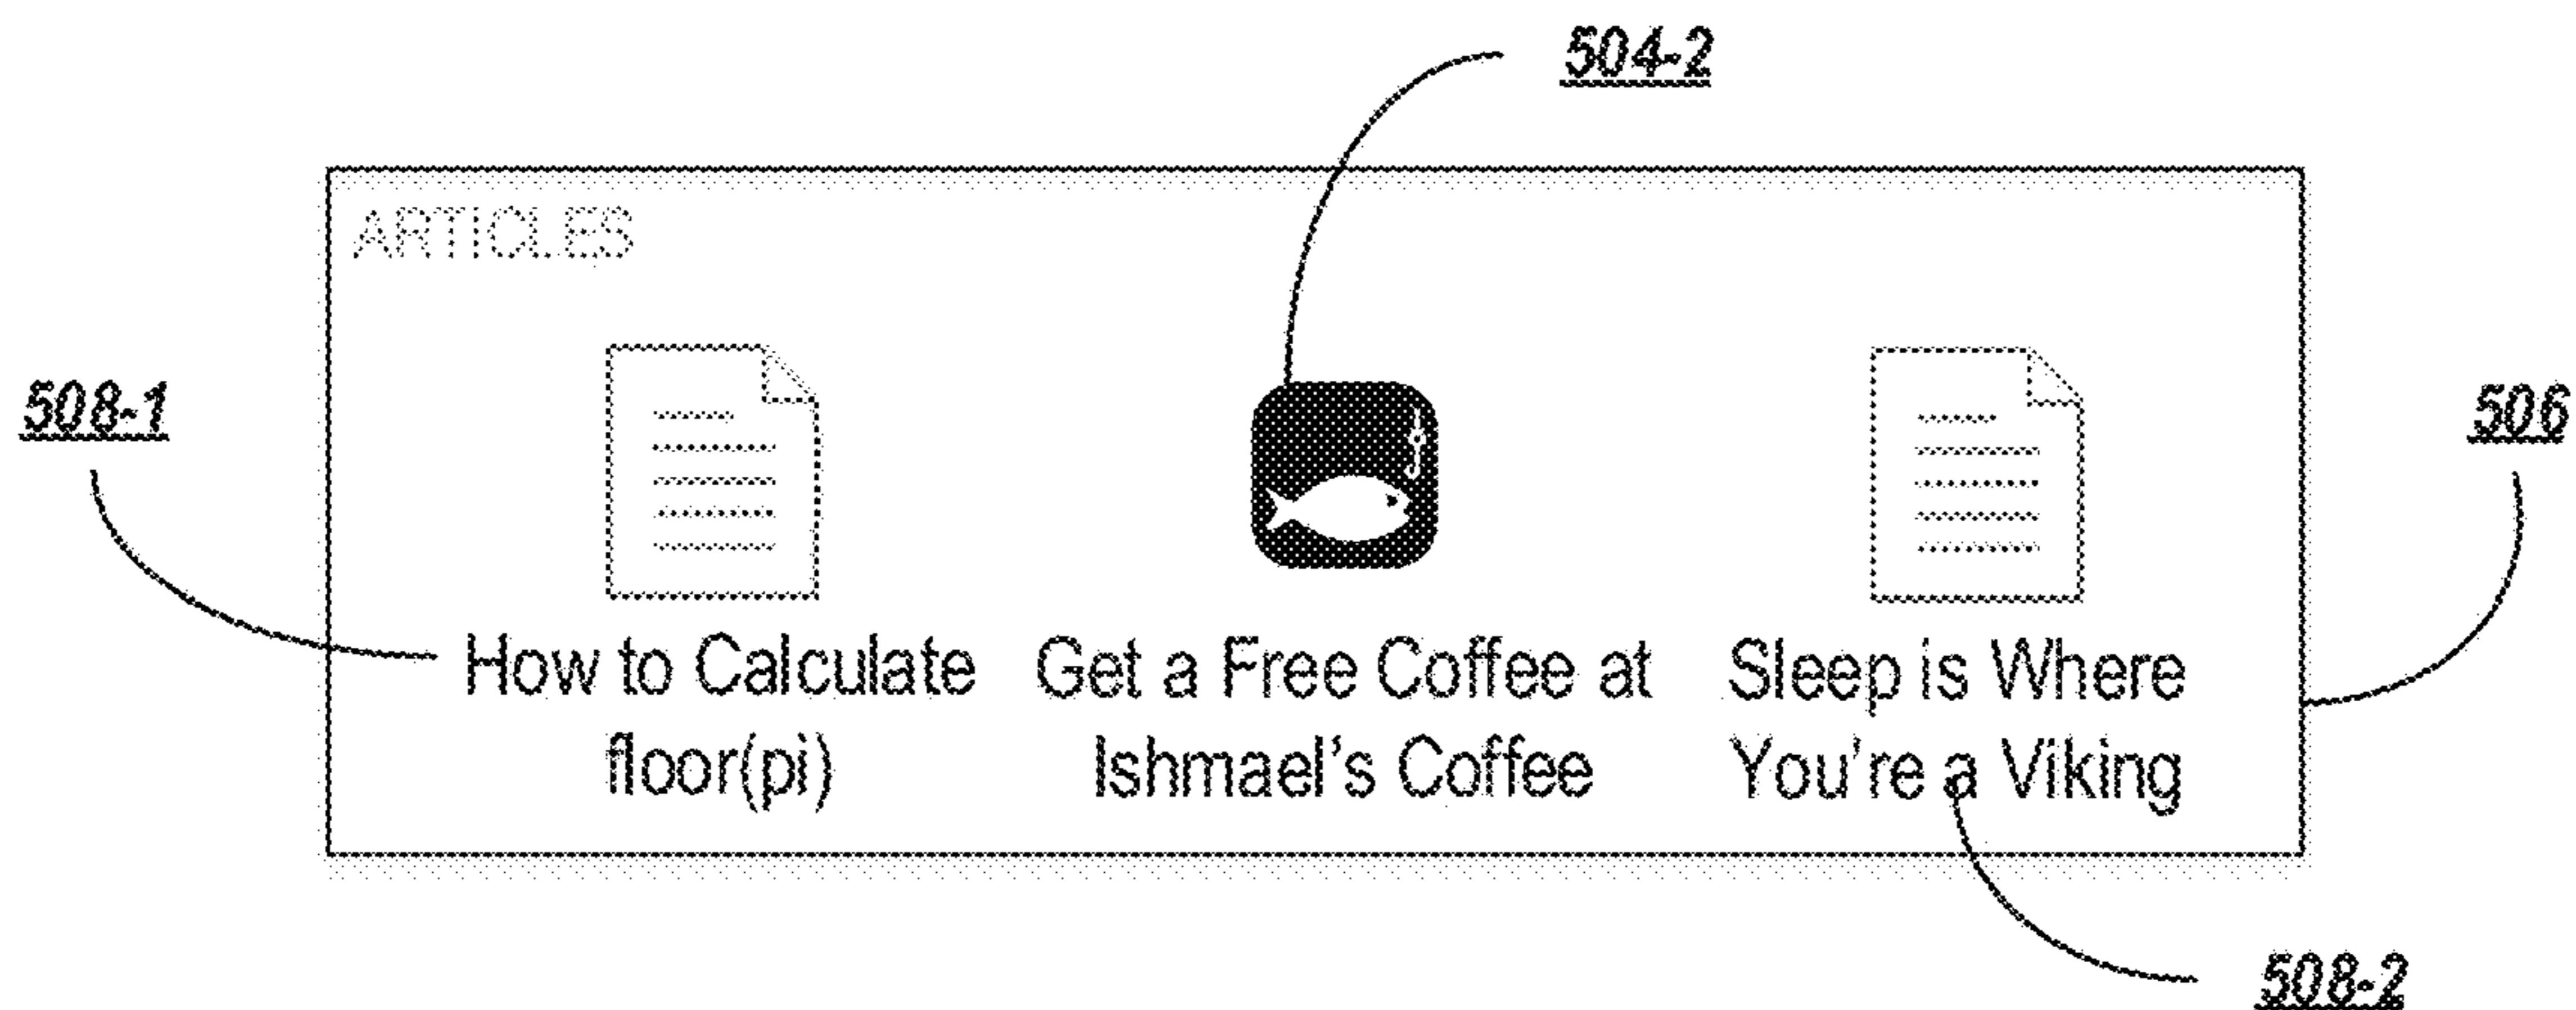 504-2
ARTICLES
508-1
506
How to Calculate
floor(pi)
Get a Free Coffee at
Ishmael's Coffee
Sleep is Where
You're a Viking
508-2